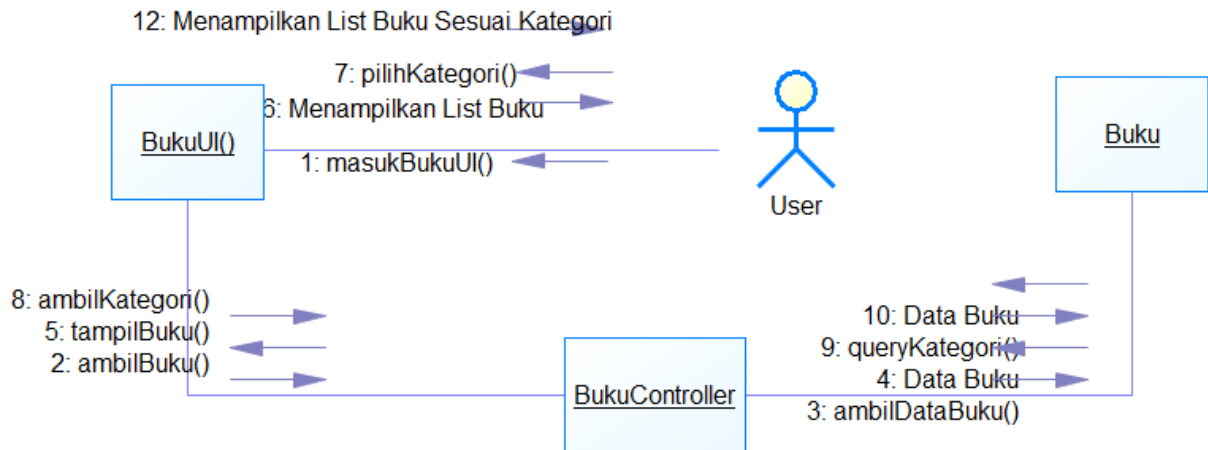 12: Menampilkan List Buku Sesuai Kategori
7: pilihKategori()
6: Menampilkan List Buku
BukuUI()
1: masukBukuUI()
User
Buku
8: ambilKategori()
5: tampilBuku()
2: ambilBuku()
BukuController
10: Data Buku
9: queryKategori()
4: Data Buku
3: ambilDataBuku()